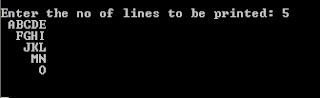 Enter the no of lines to be printed: 5
ABCDE
FGHI
JKL
MN
O